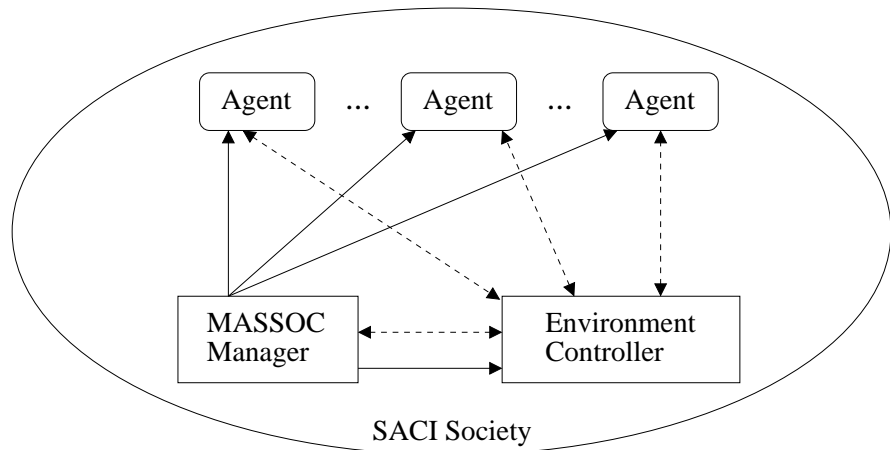 Agent ... Agent ... Agent
MASSOC
Manager
Environment
Controller
SACI Society